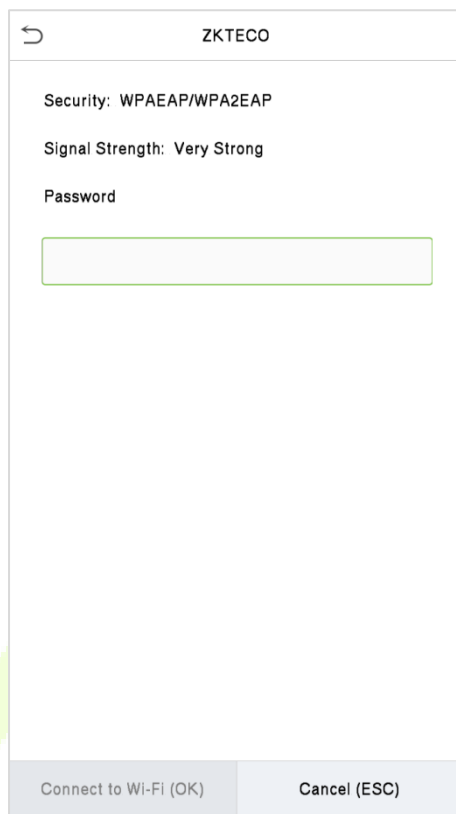 ZKTECO
Security: WPAEAP/WPA2EAP
Signal Strength: Very Strong
Password
Connect to Wi-Fi (OK) Cancel (ESC)